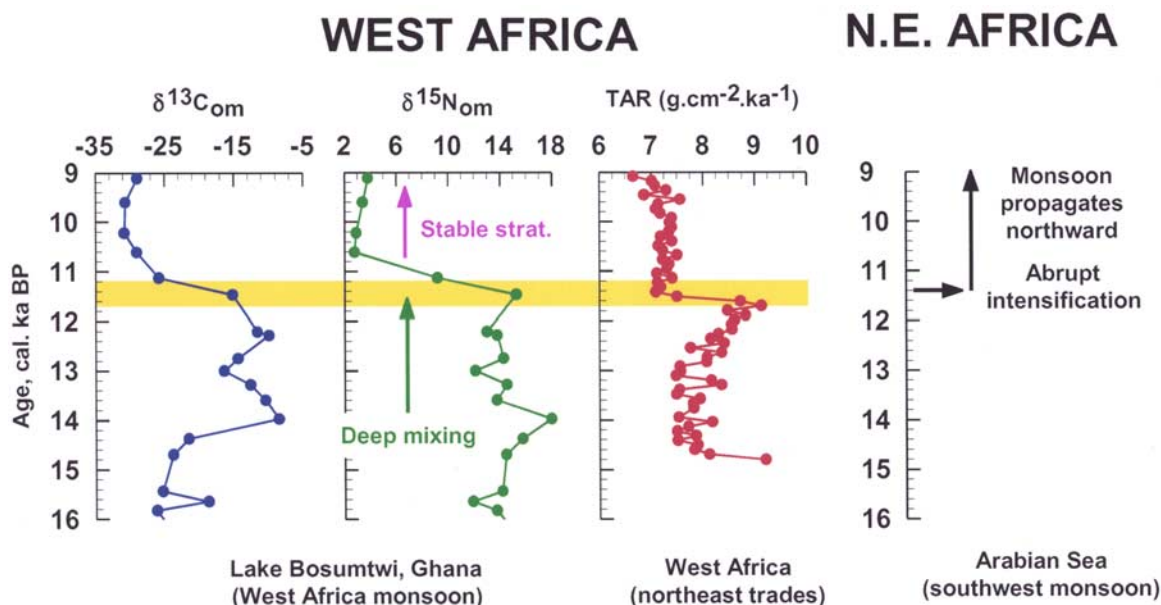 WEST AFRICA
N.E. AFRICA
δ13Com
δ15Nom
TAR (g.cm-2.ka-1)
-35 -25 -15 -5
2 6 10 14 18
6 7 8 9 10
Age, cal. ka BP
9
10
11
12
13
14
15
16
Stable strat.
Deep mixing
9
10
11
12
13
14
15
16
Monsoon
propagates
northward
Abrupt
intensification
Lake Bosumtwi, Ghana
(West Africa monsoon)
West Africa
(northeast trades)
Arabian Sea
(southwest monsoon)